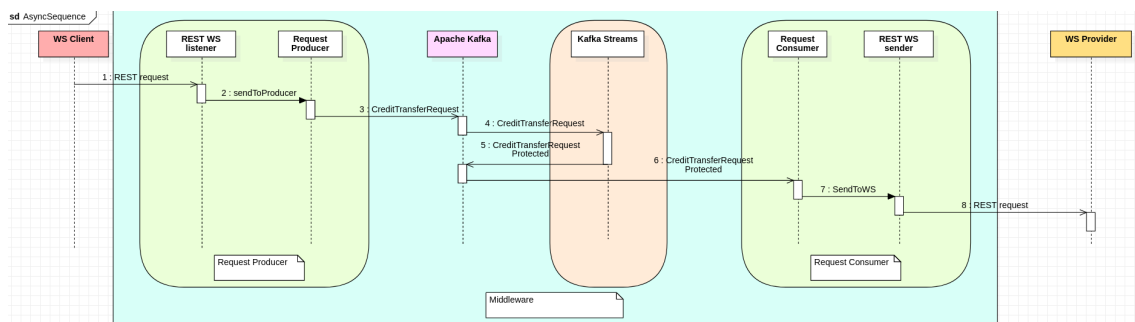 sd AsyncSequence
WS Client
REST WS
listener
Request
Producer
Apache Kafka
Kafka Streams
Request
Consumer
REST WS
sender
WS Provider
1 : REST request
2 : sendToProducer
3 : CreditTransferRequest
4 : CreditTransferRequest
5 : CreditTransferRequest
Protected
6 : CreditTransferRequest
Protected
7 : SendToWS
8 : REST request
Request Producer
Request Consumer
Middleware